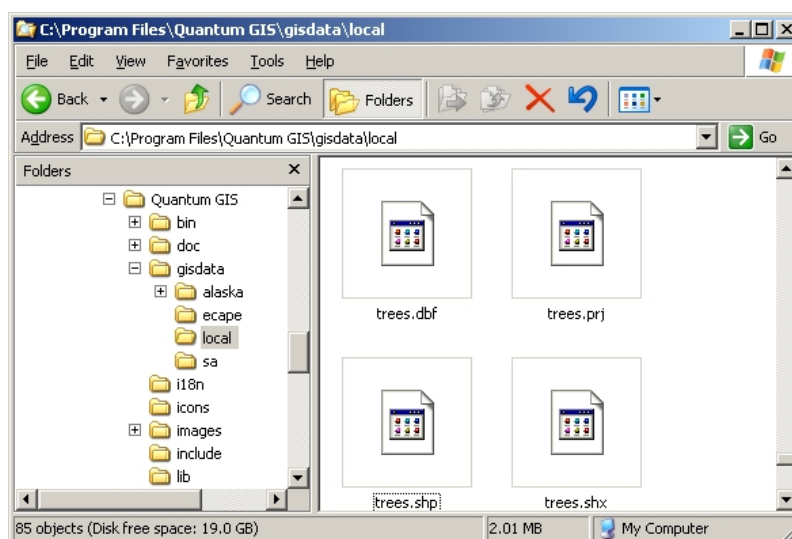 C:\Program Files\Quantum GIS\gisdata\local
File Edit View Favorites Tools Help
Back Search Folders
Address C:\Program Files\Quantum GIS\gisdata\local Go
Folders
Quantum GIS
bin
doc
gisdata
alaska
ecape
local
sa
i18n
icons
images
include
lib
trees.dbf trees.prj
trees.shp trees.shx
85 objects (Disk free space: 19.0 GB) 2.01 MB My Computer